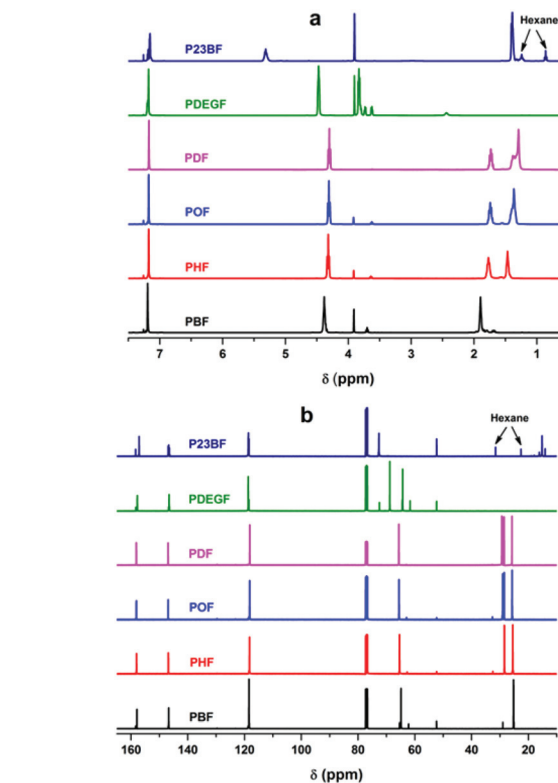 a
Hexane
P23BF
PDEGF
PDF
POF
PHF
PBF
7 6 5 4 3 2 1
δ (ppm)
b
Hexane
P23BF
PDEGF
PDF
POF
PHF
PBF
160 140 120 100 80 60 40 20
δ (ppm)